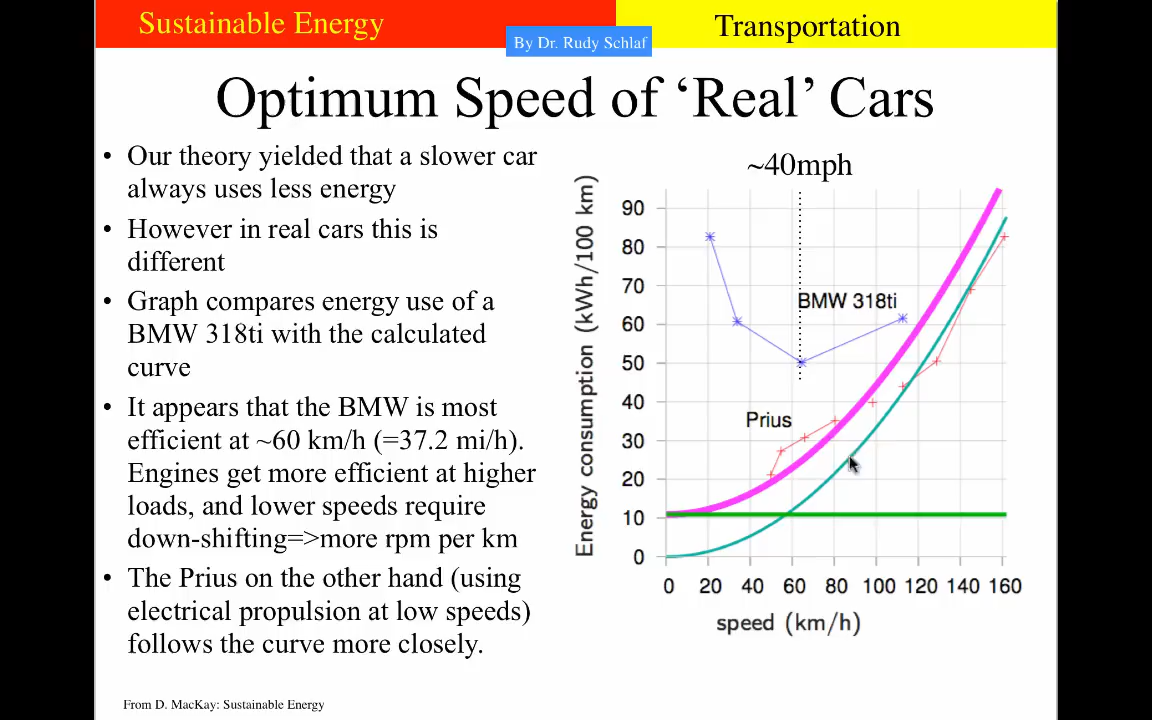 Sustainable Energy
By Dr. Rudy Schlaf
Transportation
Optimum Speed of ‘Real’ Cars
• Our theory yielded that a slower car
always uses less energy
• However in real cars this is
different
• Graph compares energy use of a
BMW 318ti with the calculated
curve
• It appears that the BMW is most
efficient at ~60 km/h (=37.2 mi/h).
Engines get more efficient at higher
loads, and lower speeds require
down-shifting=>more rpm per km
• The Prius on the other hand (using
electrical propulsion at low speeds)
follows the curve more closely.
~40mph
Energy consumption (kWh/100 km)
90
80
70
60
50
40
30
20
10
0
BMW 318ti
Prius
0 20 40 60 80 100 120 140 160
speed (km/h)
From D. MacKay: Sustainable Energy